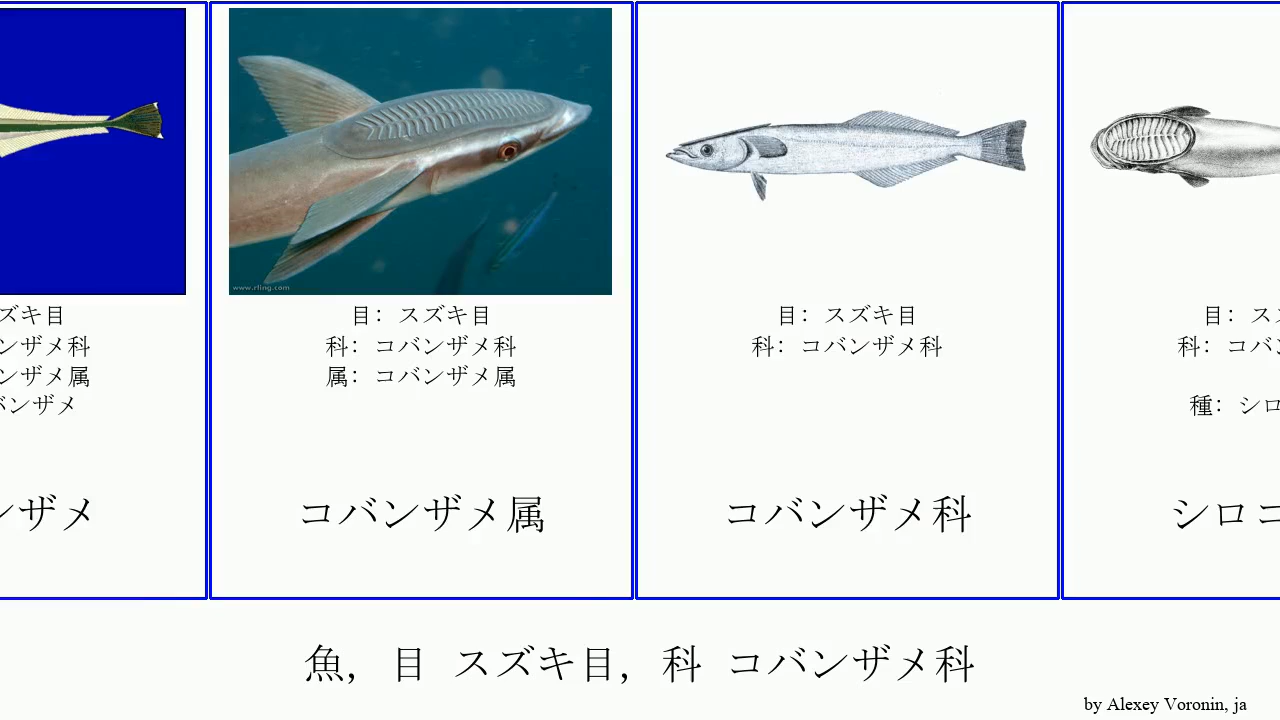 www.rling.com
ズキ目
ンザメ科
ンザメ属
バンザメ
ンザメ
目: スズキ目
科: コバンザメ科
属: コバンザメ属
コバンザメ属
目: スズキ目
科: コバンザメ科
コバンザメ科
目: スズ
科: コバン
種: シロ
シロコ
魚, 目 スズキ目, 科 コバンザメ科
by Alexey Voronin, ja